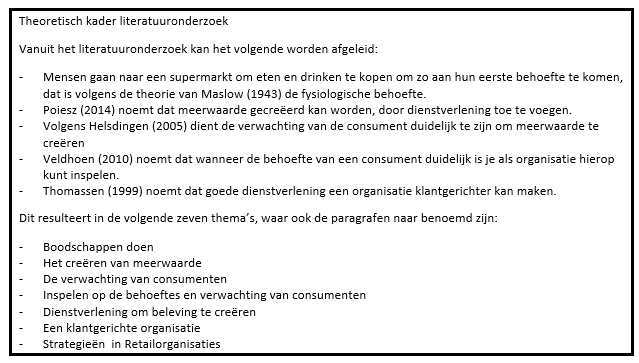 Theoretisch kader literatuuronderzoek
Vanuit het literatuuronderzoek kan het volgende worden afgeleid:
- Mensen gaan naar een supermarkt om eten en drinken te kopen om zo aan hun eerste behoefte te komen,
dat is volgens de theorie van Maslow (1943) de fysiologische behoefte.
- Poiesz (2014) noemt dat meerwaarde gecreëerd kan worden, door dienstverlening toe te voegen.
- Volgens Helsdingen (2005) dient de verwachting van de consument duidelijk te zijn om meerwaarde te
creëren
- Veldhoen (2010) noemt dat wanneer de behoefte van een consument duidelijk is je als organisatie hierop
kunt inspelen.
- Thomassen (1999) noemt dat goede dienstverlening een organisatie klantgerichter kan maken.
Dit resulteert in de volgende zeven thema's, waar ook de paragrafen naar benoemd zijn:
- Boodschappen doen
- Het creëren van meerwaarde
- De verwachting van consumenten
- Inspelen op de behoeftes en verwachting van consumenten
- Dienstverlening om beleving te creëren
- Een klantgerichte organisatie
- Strategieën in Retailorganisaties